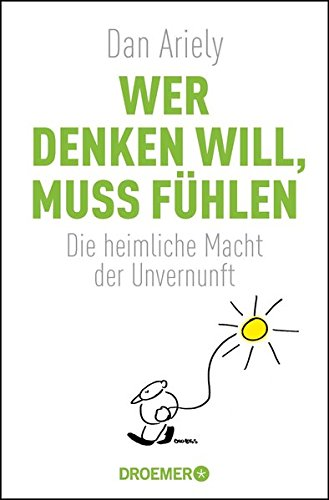 Dan Ariely
WER
DENKEN WILL,
MUSS FÜHLEN
Die heimliche Macht
der Unvernunft
DROEMER